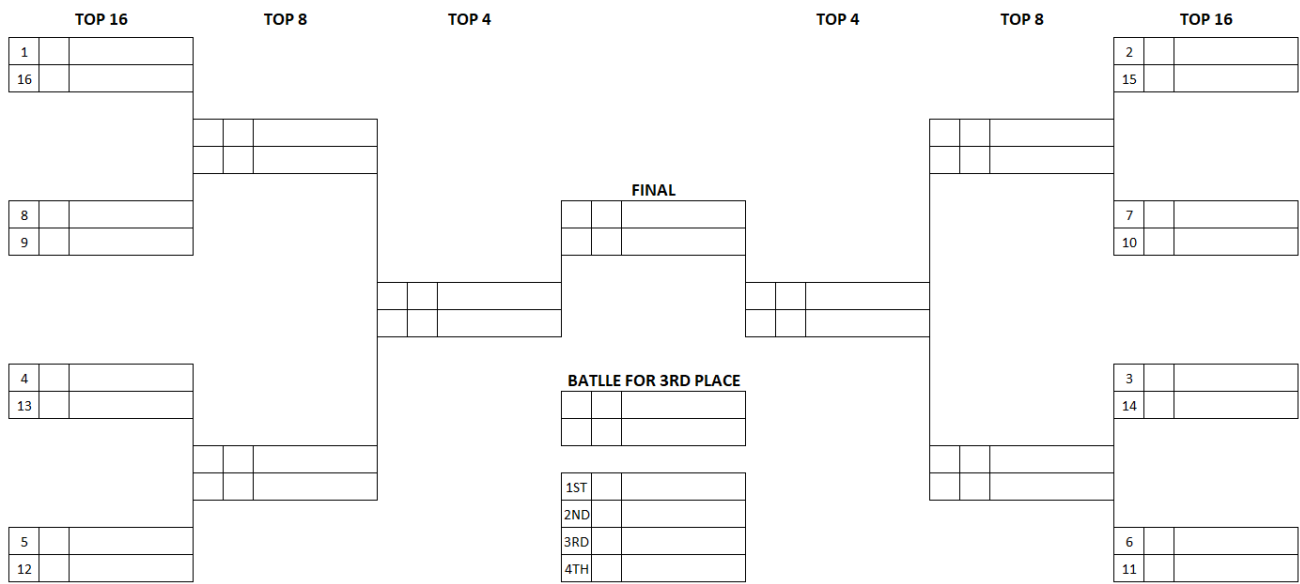 TOP 16 TOP 8 TOP 4 TOP 4 TOP 8 TOP 16
1 2
16 15
FINAL
8 7
9 10
4 3
BATLLE FOR 3RD PLACE
13 14
1ST
2ND
5 3RD 6
12 4TH 11